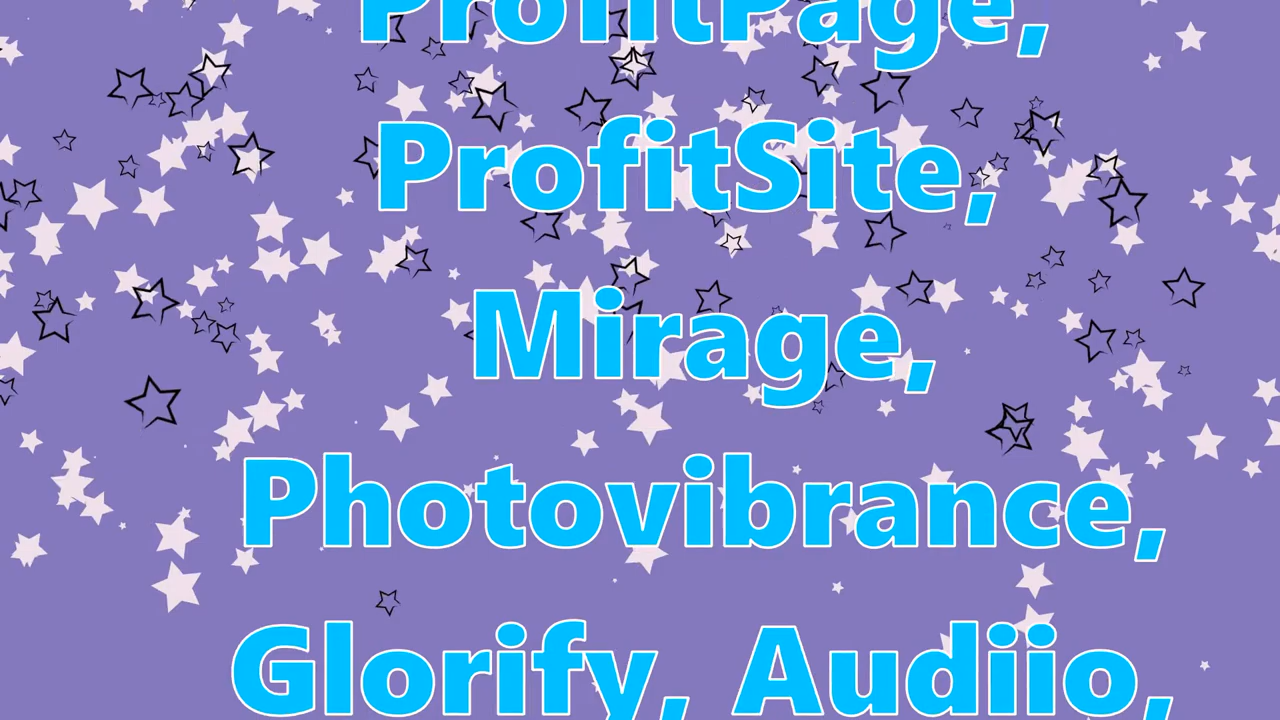 ProfitPage,
ProfitSite,
Mirage,
Photovibrance,
Glorify, Audiio,